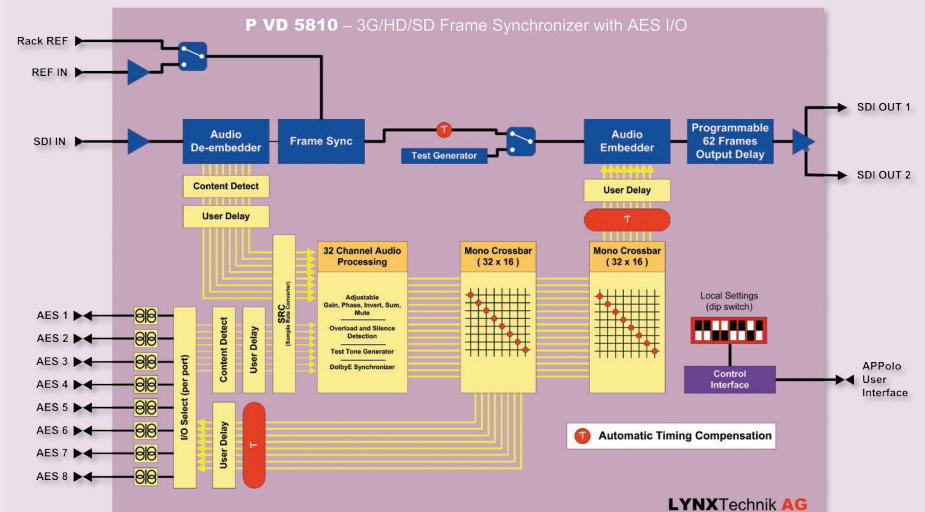 P VD 5810 – 3G/HD/SD Frame Synchronizer with AES I/O
Rack REF
REF IN
SDI IN
Audio
De-embedder
Frame Sync
τ
Test Generator
Audio
Embedder
Programmable
62 Frames
Output Delay
SDI OUT 1
SDI OUT 2
Content Detect
User Delay
User Delay
τ
SRC
(Sample Rate Converter)
32 Channel Audio
Processing
Adjustable
Gain, Phase, Invert, Sum,
Mute
Overload and Silence
Detection
Test Tone Generator
DolbyE Synchronizer
Mono Crossbar
( 32 x 16 )
Mono Crossbar
( 32 x 16 )
Local Settings
(dip switch)
Control
Interface
APPolo
User
Interface
AES 1
AES 2
AES 3
AES 4
AES 5
AES 6
AES 7
AES 8
I/O Select (per port)
Content Detect
User Delay
User Delay
τ
τ Automatic Timing Compensation
LYNXTechnik AG